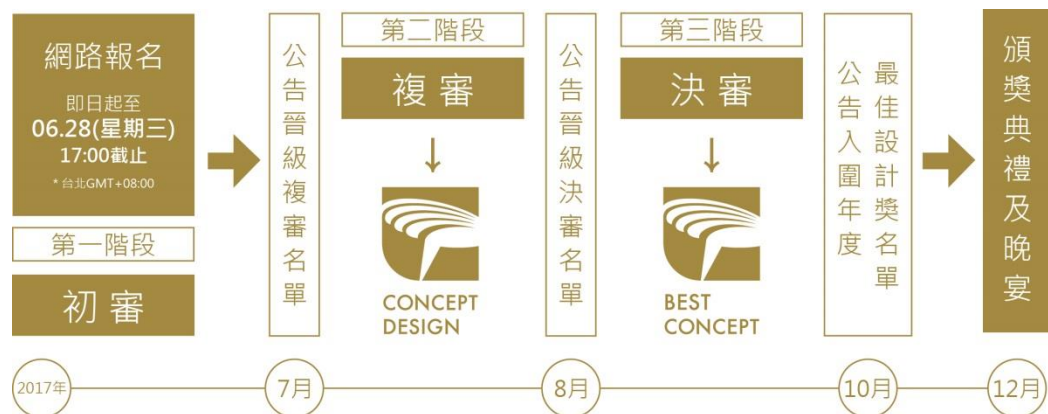 網路報名
即日起至
06.28(星期三)
17:00截止
* 台北GMT+08:00
第一階段
初審
公告晉級複審名單
第二階段
複審
CONCEPT
DESIGN
公告晉級決審名單
第三階段
決審
BEST
CONCEPT
公告入圍年度
最佳設計獎名單
頒獎典禮及晚宴
2017年
7月
8月
10月
12月